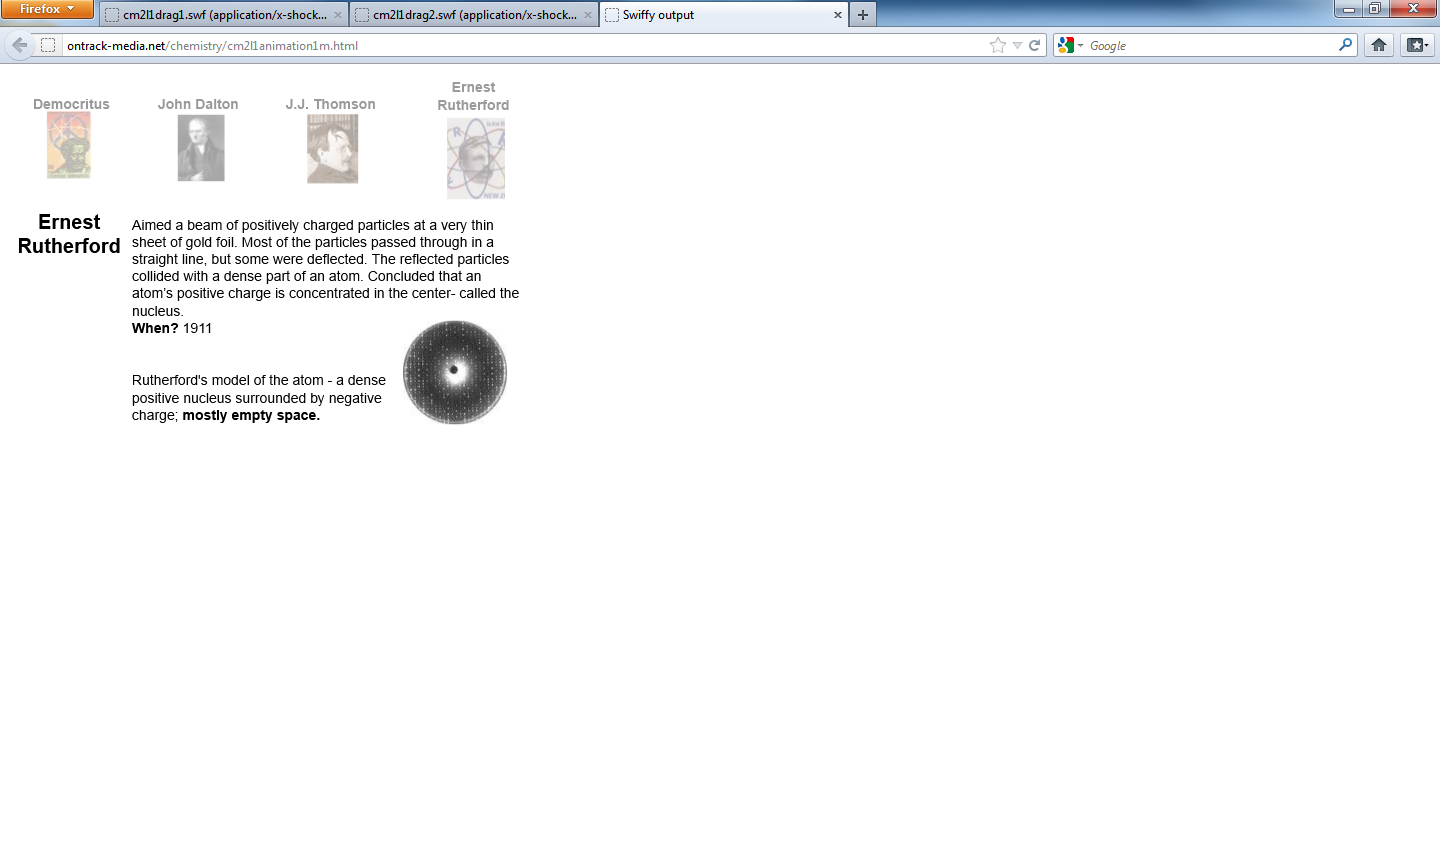 Firefox
cm2l1drag1.swf (application/x-shock...
cm2l1drag2.swf (application/x-shock...
Swiffy output
ontrack-media.net/chemistry/cm2l1animation1m.html
Google
Democritus
John Dalton
J.J. Thomson
Ernest
Rutherford
Ernest
Rutherford
Aimed a beam of positively charged particles at a very thin
sheet of gold foil. Most of the particles passed through in a
straight line, but some were deflected. The reflected particles
collided with a dense part of an atom. Concluded that an
atom's positive charge is concentrated in the center- called the
nucleus.
When? 1911
Rutherford's model of the atom - a dense
positive nucleus surrounded by negative
charge; mostly empty space.